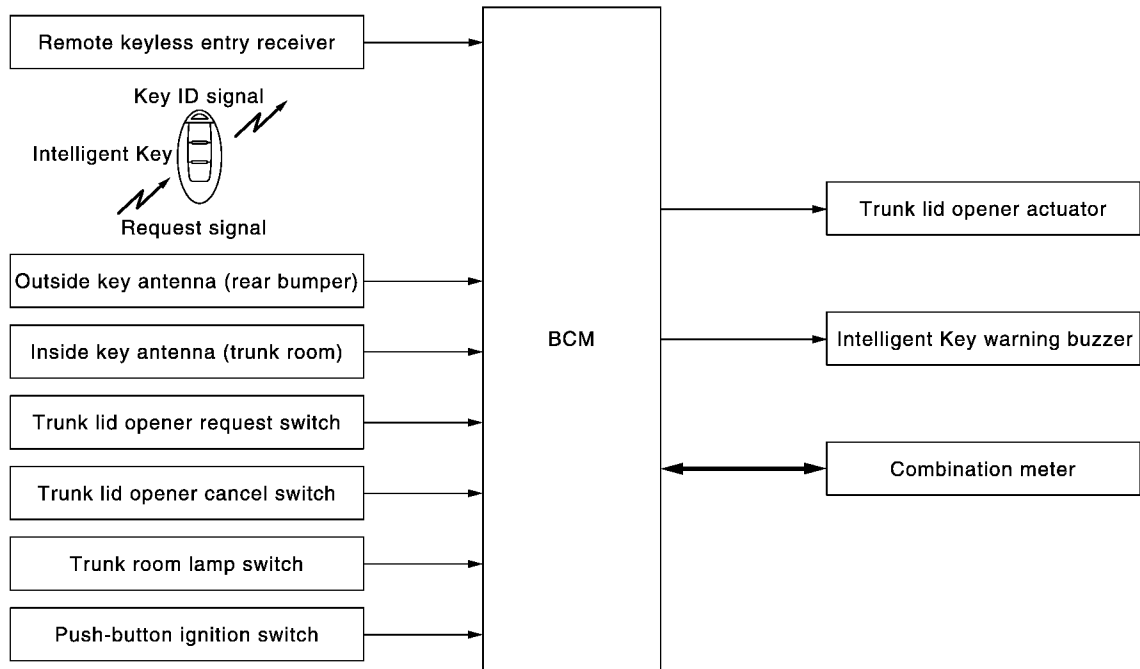 Remote keyless entry receiver
Key ID signal
Intelligent Key
Request signal
Outside key antenna (rear bumper)
Inside key antenna (trunk room)
Trunk lid opener request switch
Trunk lid opener cancel switch
Trunk room lamp switch
Push-button ignition switch
BCM
Trunk lid opener actuator
Intelligent Key warning buzzer
Combination meter